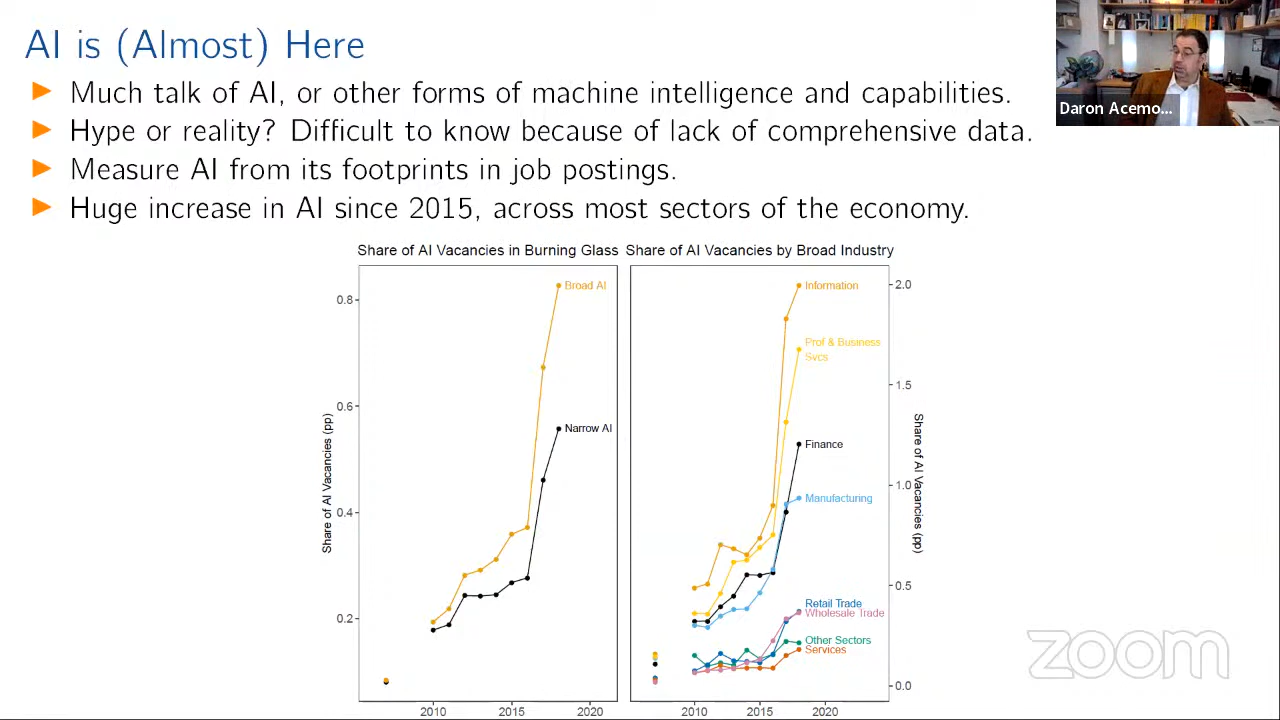 AI is (Almost) Here
Much talk of AI, or other forms of machine intelligence and capabilities.
Hype or reality? Difficult to know because of lack of comprehensive data.
Measure AI from its footprints in job postings.
Huge increase in AI since 2015, across most sectors of the economy.
Daron Acemo...
Share of AI Vacancies in Burning Glass
Share of AI Vacancies (pp)
0.8
0.6
0.4
0.2
Broad AI
Narrow AI
2010 2015 2020
Share of AI Vacancies by Broad Industry
Information
Prof & Business
Svcs
Finance
Manufacturing
Retail Trade
Wholesale Trade
Other Sectors
Services
2.0
1.5
1.0
0.5
0.0
Share of AI Vacancies (pp)
2010 2015 2020
zoom